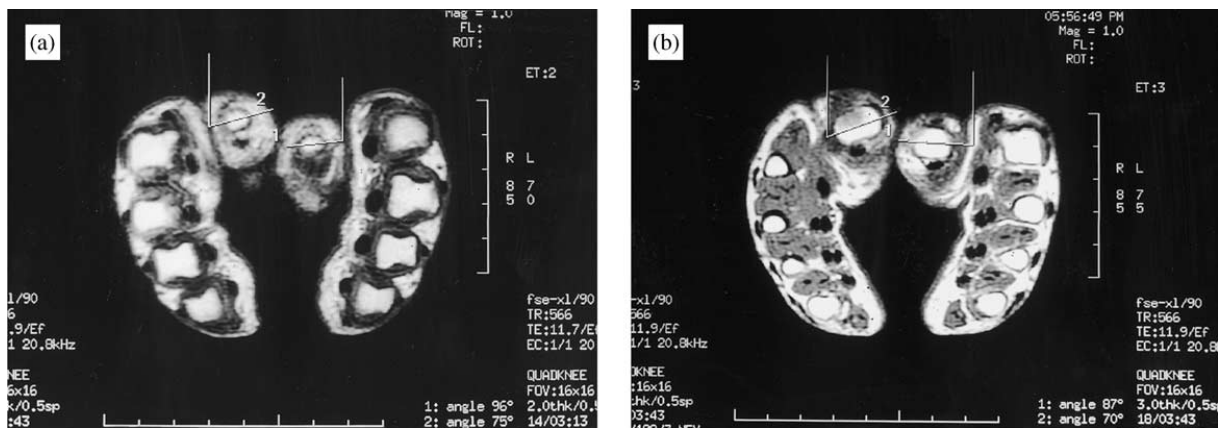 (a)
Mag = 1.0
FL:
ROT:
ET:2
2
1
R L
8 7
5 0
l/90
6
.9/Ef
1 20.8kHz
KNEE
6x16
hk/0.5sp
:43
fse-xl/90
TR:566
TE:11.7/Ef
EC:1/1 20.8
QUADKNEE
FOV:16x16
2.0thk/0.5
14/03:13
1: angle 96°
2: angle 75°
(b)
05:56:49 PM
Mag = 1.0
FL:
ROT:
ET:3
3
2
1
R L
8 7
5 5
xl/90
566
11.9/Ef
/1 20.8kHz
DKNEE
16x16
thk/0.5sp
03:43
fse-xl/90
TR:566
TE:11.9/Ef
EC:1/1 20.8
QUADKNEE
FOV:16x16
3.0thk/0.5sp
18/03:43
1: angle 87°
2: angle 70°